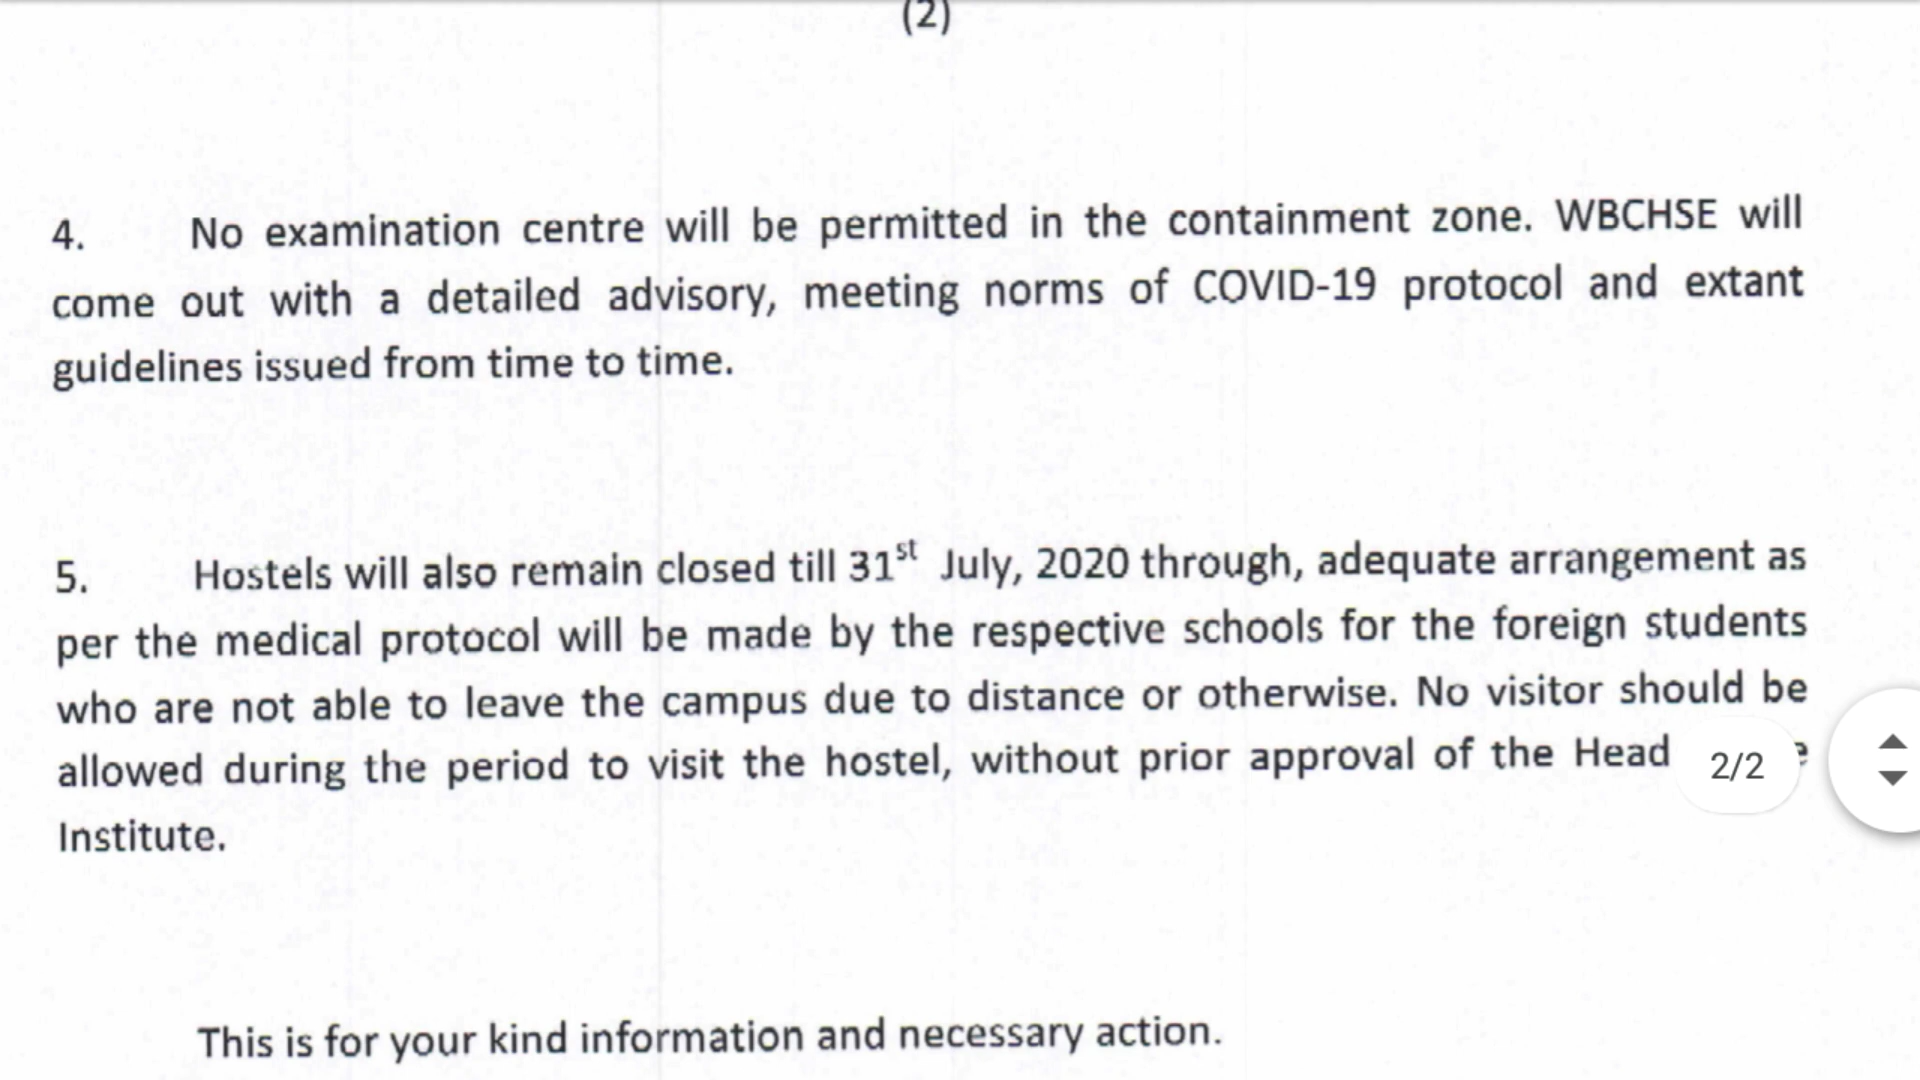 (2)
4. No examination centre will be permitted in the containment zone. WBCHSE will
come out with a detailed advisory, meeting norms of COVID-19 protocol and extant
guidelines issued from time to time.
5. Hostels will also remain closed till 31st July, 2020 through, adequate arrangement as
per the medical protocol will be made by the respective schools for the foreign students
who are not able to leave the campus due to distance or otherwise. No visitor should be
allowed during the period to visit the hostel, without prior approval of the Head
2/2
Institute.
This is for your kind information and necessary action.